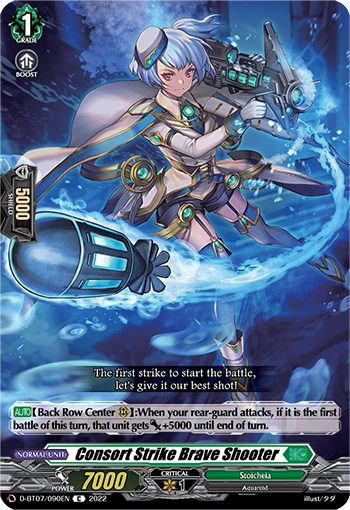 1
GRADE
BOOST
5000
SHIELD
The first strike to start the battle,
let's give it our best shot!
AUTO [Back Row Center]:When your rear-guard attacks, if it is the first
battle of this turn, that unit gets +5000 until end of turn.
NORMAL UNIT
Consort Strike Brave Shooter
POWER 7000
CRITICAL
1
Stoicheia
Aquaroid
D-BT07/090EN C 2022
illust/タダ